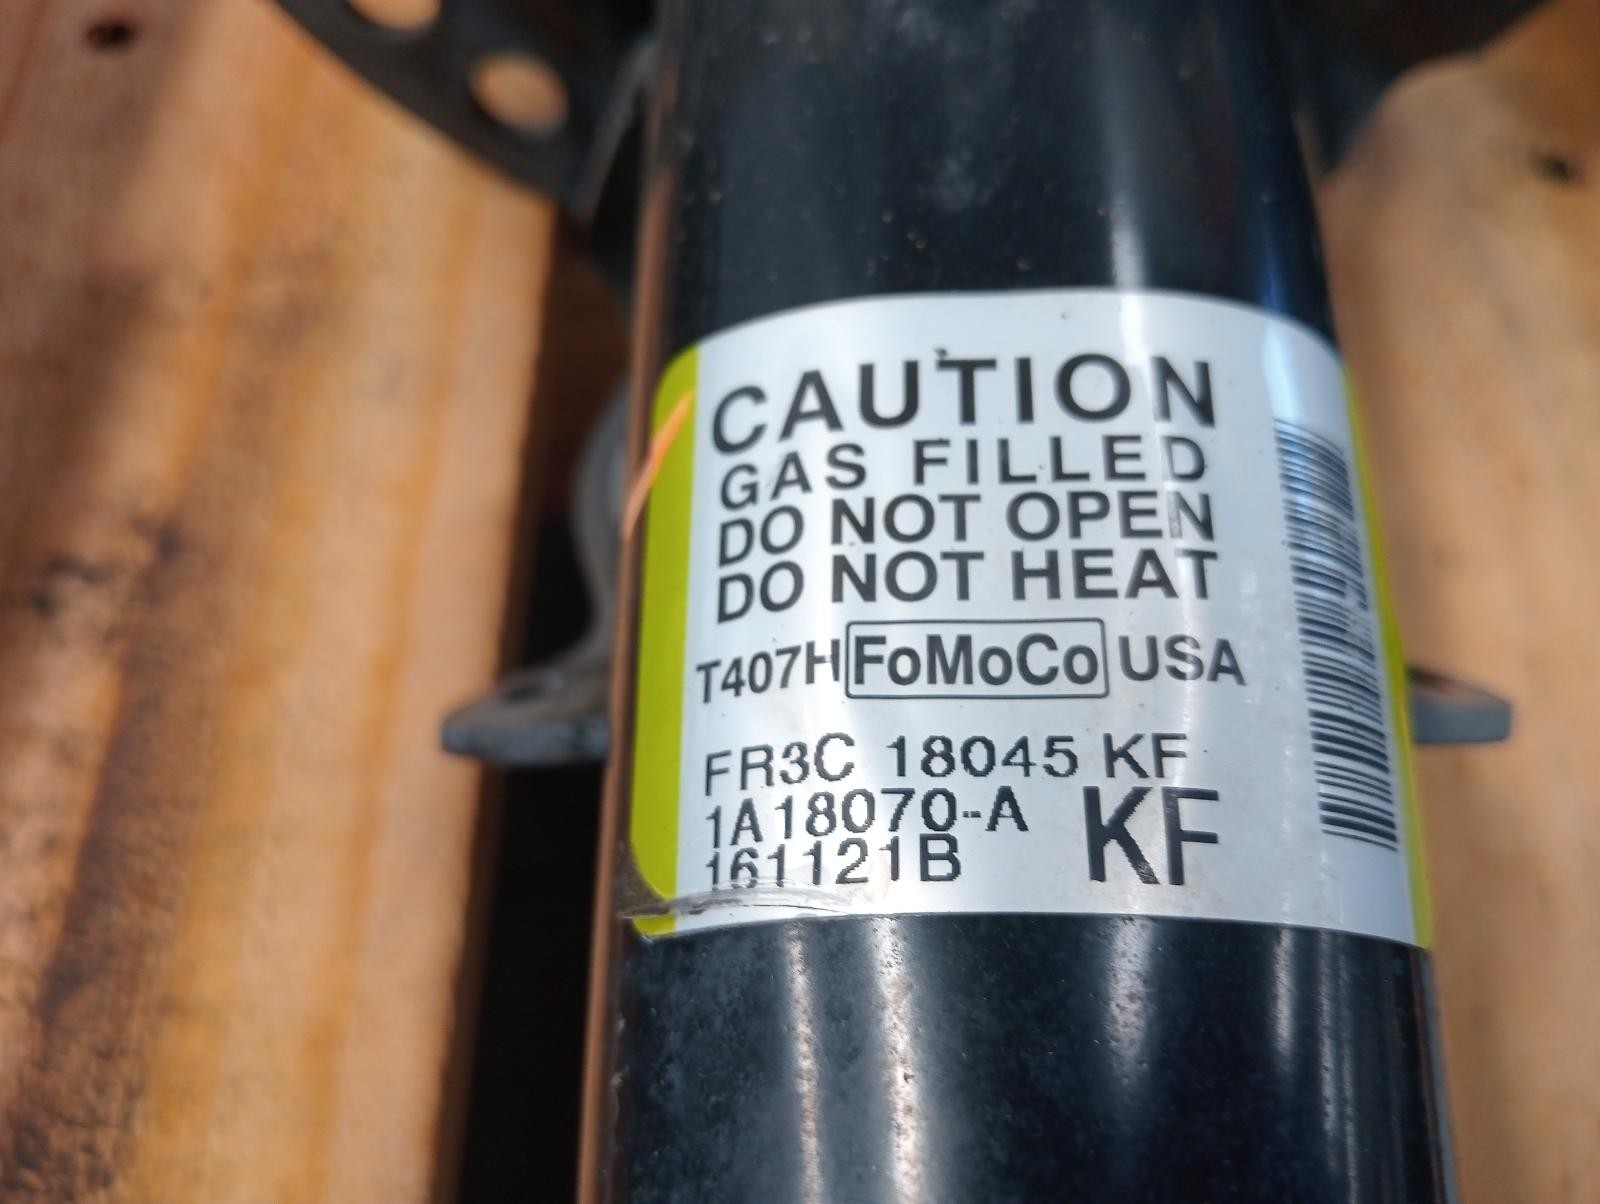 CAUTION
GAS FILLED
DO NOT OPEN
DO NOT HEAT
T407H FoMoCo USA
FR3C 18045 KF
1A18070-A
161121B
KF